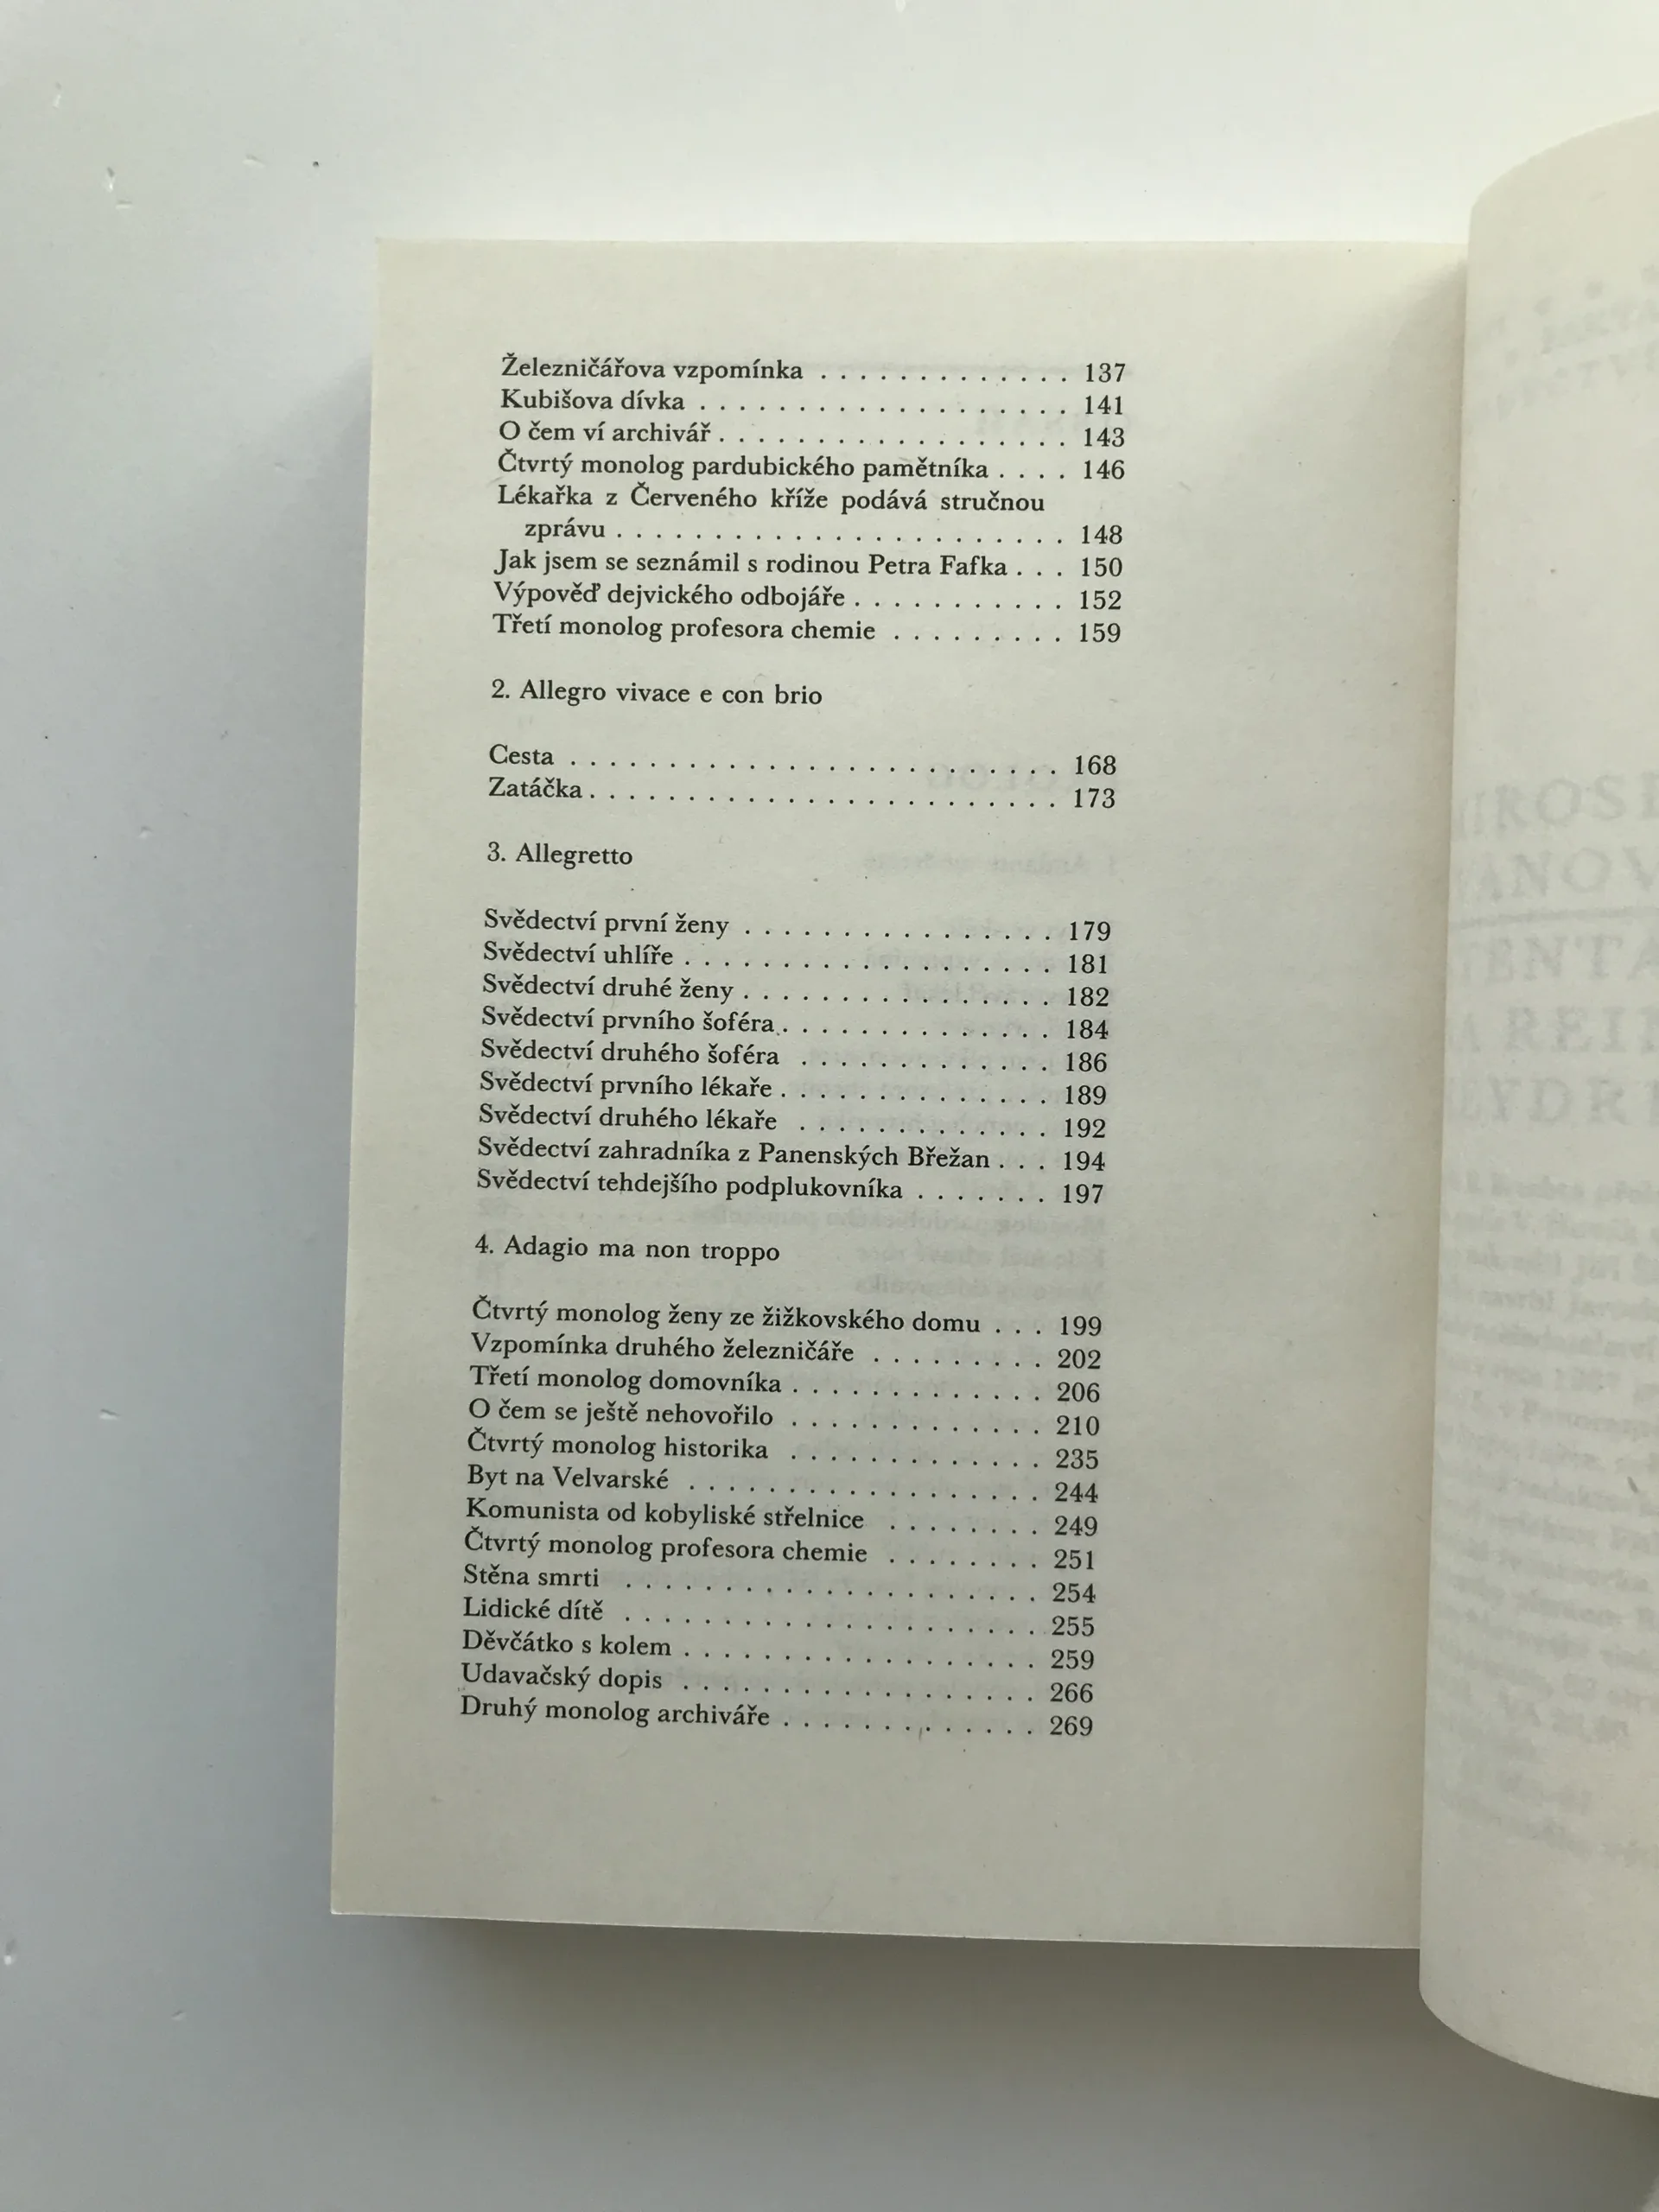 Železničářova vzpomínka . . . . . . . . . . . . . 137
Kubišova dívka . . . . . . . . . . . . . . . . . . . 141
O čem ví archivář . . . . . . . . . . . . . . . . . . 143
Čtvrtý monolog pardubického pamětníka . . . . 146
Lékařka z Červeného kříže podává stručnou
zprávu . . . . . . . . . . . . . . . . . . . . . . . 148
Jak jsem se seznámil s rodinou Petra Fafka . . . 150
Výpověď dejvického odbojáře . . . . . . . . . . . 152
Třetí monolog profesora chemie . . . . . . . . . 159
2. Allegro vivace e con brio
Cesta . . . . . . . . . . . . . . . . . . . . . . . . . 168
Zatáčka . . . . . . . . . . . . . . . . . . . . . . . . 173
3. Allegretto
Svědectví první ženy . . . . . . . . . . . . . . . . 179
Svědectví uhlíře . . . . . . . . . . . . . . . . . . . 181
Svědectví druhé ženy . . . . . . . . . . . . . . . . 182
Svědectví prvního šoféra . . . . . . . . . . . . . . 184
Svědectví druhého šoféra . . . . . . . . . . . . . 186
Svědectví prvního lékaře . . . . . . . . . . . . . . 189
Svědectví druhého lékaře . . . . . . . . . . . . . 192
Svědectví zahradníka z Panenských Břežan . . . 194
Svědectví tehdejšího podplukovníka . . . . . . . 197
4. Adagio ma non troppo
Čtvrtý monolog ženy ze žižkovského domu . . . 199
Vzpomínka druhého železničáře . . . . . . . . . 202
Třetí monolog domovníka . . . . . . . . . . . . . 206
O čem se ještě nehovořilo . . . . . . . . . . . . . 210
Čtvrtý monolog historika . . . . . . . . . . . . . 235
Byt na Velvarské . . . . . . . . . . . . . . . . . . 244
Komunista od kobyliské střelnice . . . . . . . . 249
Čtvrtý monolog profesora chemie . . . . . . . . 251
Stěna smrti . . . . . . . . . . . . . . . . . . . . . 254
Lidické dítě . . . . . . . . . . . . . . . . . . . . . 255
Děvčátko s kolem . . . . . . . . . . . . . . . . . . 259
Udavačský dopis . . . . . . . . . . . . . . . . . . 266
Druhý monolog archiváře . . . . . . . . . . . . . 269